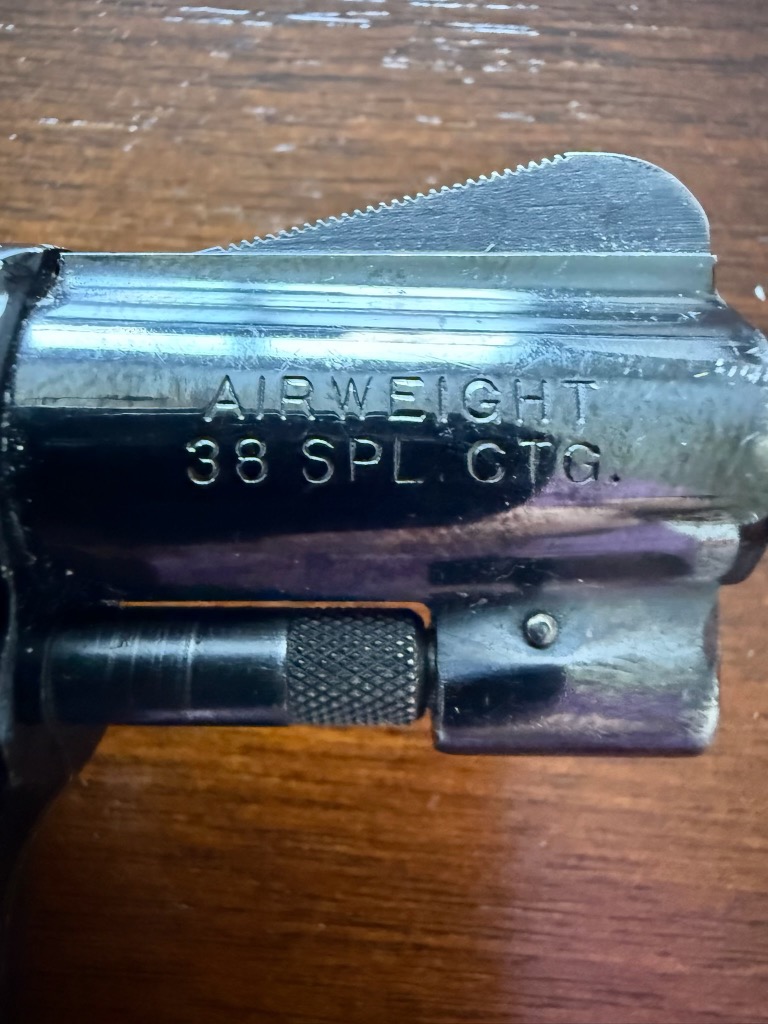 AIRWEIGHT
38 SPL. CTG.